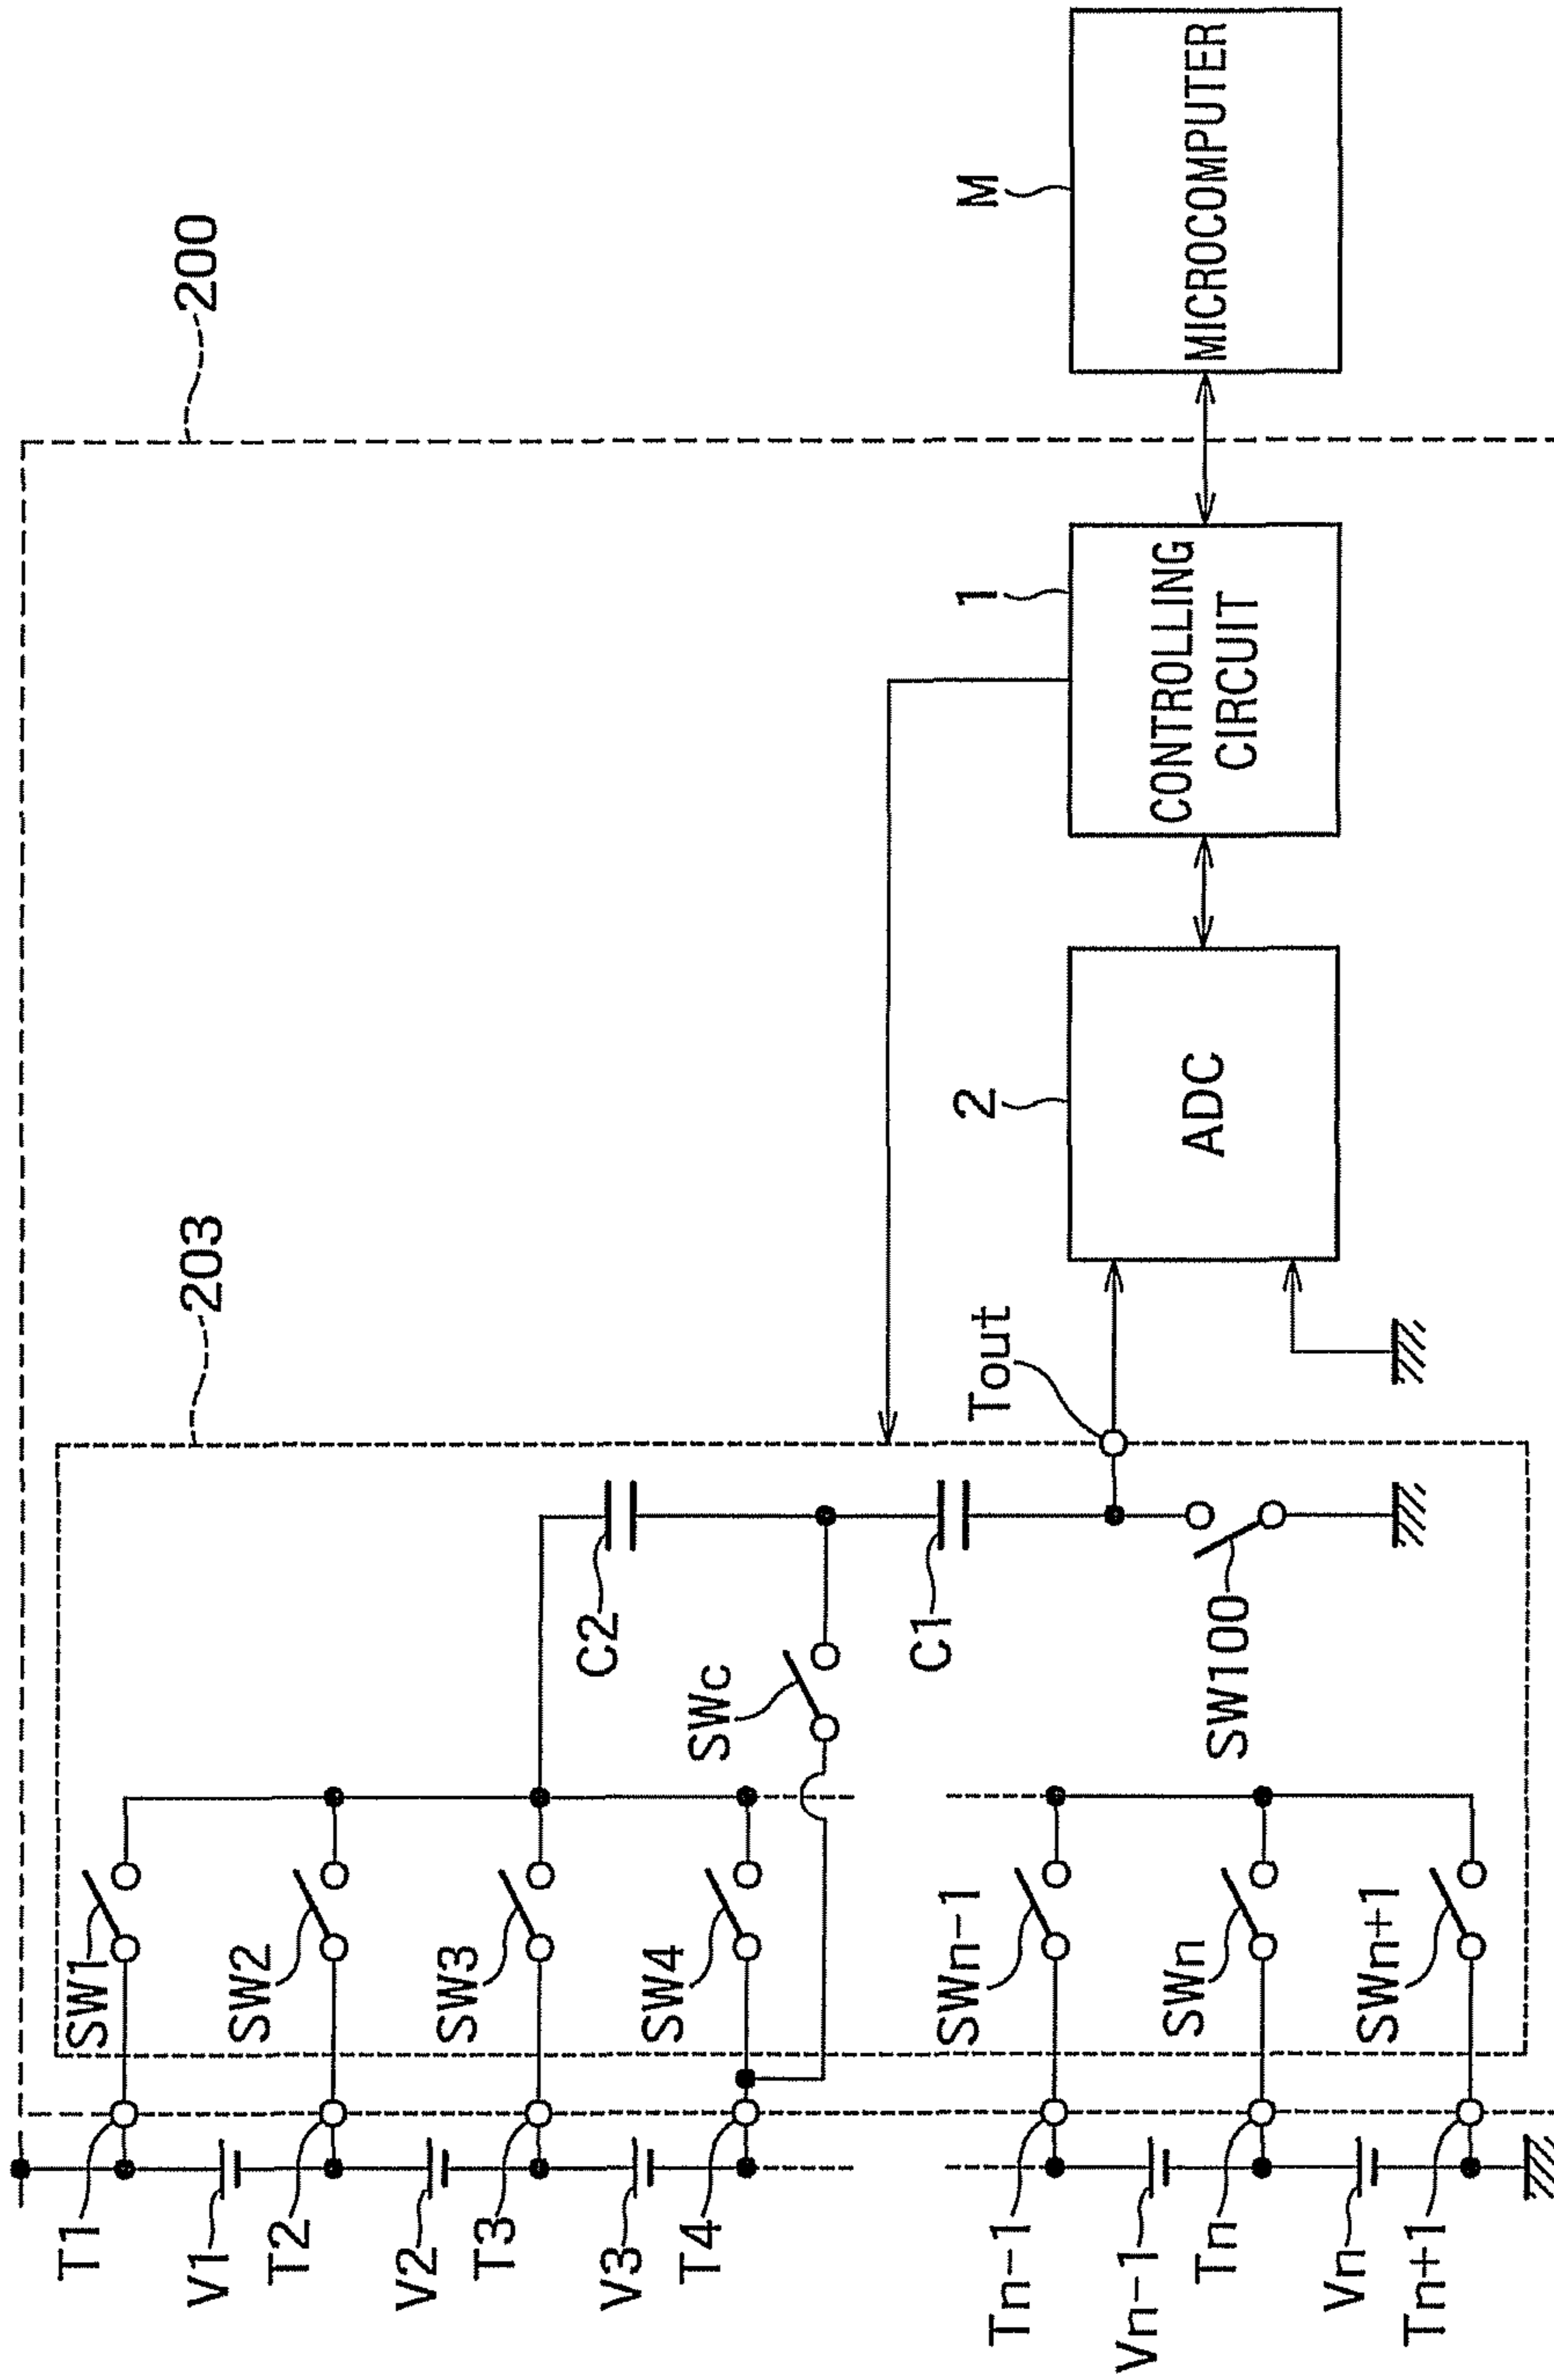 200
203
M
MICROCOMPUTER
1
CONTROLLING
CIRCUIT
2
ADC
Tout
C2
SWc
C1
SW100
SW1
SW2
SW3
SW4
SWn-1
SWn
SWn+1
T1
V1
T2
V2
T3
V3
T4
Tn-1
Vn-1
Tn
Vn
Tn+1